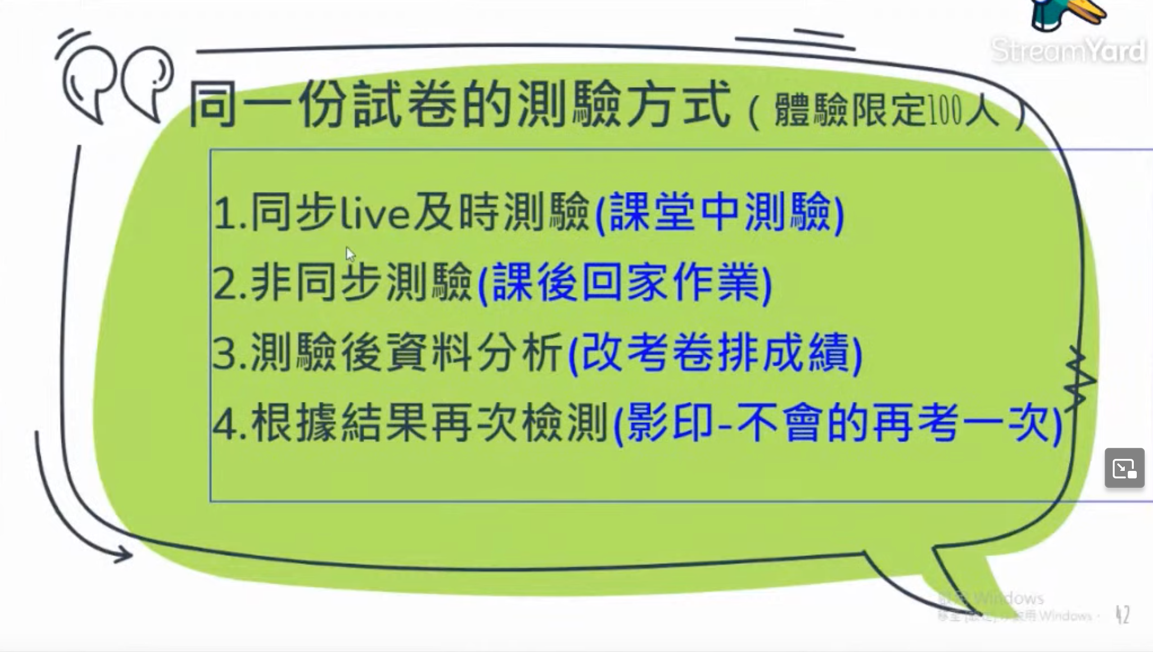 StreamYard
同一份試卷的測驗方式（體驗限定100人）
1.同步live及時測驗(課堂中測驗)
2.非同步測驗(課後回家作業)
3.測驗後資料分析(改考卷排成績)
4.根據結果再次檢測(影印-不會的再考一次)
Windows
啟用 Windows。
42